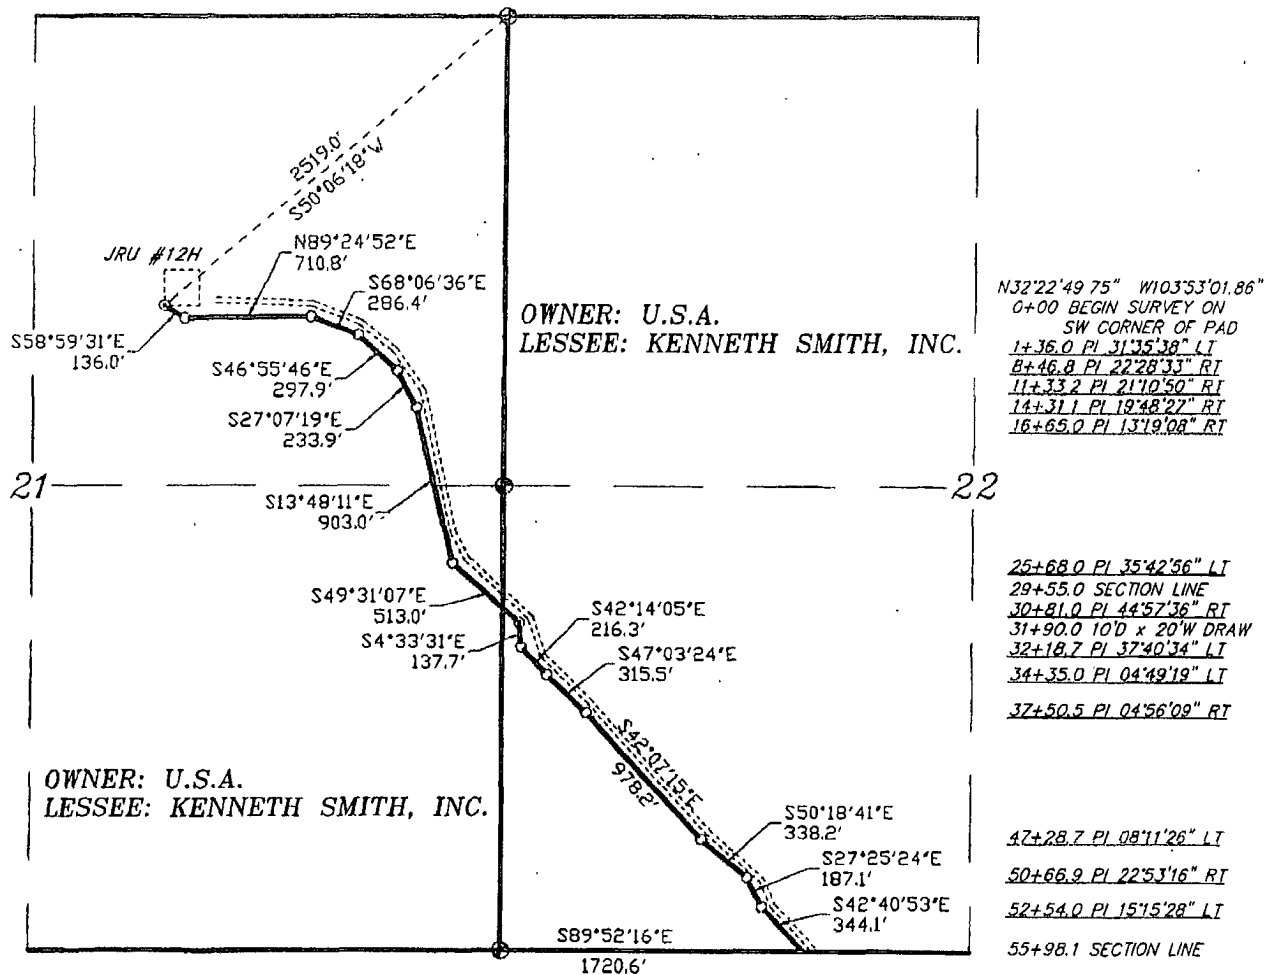 2519.0'
S50°06'18"W
JRU #12H
N89°24'52"E
710.8'
S68°06'36"E
286.4'
S58°59'31"E
136.0'
S46°55'46"E
297.9'
S27°07'19"E
233.9'
OWNER: U.S.A.
LESSEE: KENNETH SMITH, INC.
21
22
S13°48'11"E
903.0'
S49°31'07"E
513.0'
S4°33'31"E
137.7'
S42°14'05"E
216.3'
S47°03'24"E
315.5'
S42°07'15"E
978.2'
OWNER: U.S.A.
LESSEE: KENNETH SMITH, INC.
S50°18'41"E
338.2'
S27°25'24"E
187.1'
S42°40'53"E
344.1'
S89°52'16"E
1720.6'
N32°22'49.75" W103°53'01.86"
0+00 BEGIN SURVEY ON
SW CORNER OF PAD
1+36.0 PI 31°35'38" LT
8+46.8 PI 22°28'33" RT
11+33.2 PI 21°10'50" RT
14+31.1 PI 19°48'27" RT
16+65.0 PI 13°19'08" RT
25+68.0 PI 35°42'56" LT
29+55.0 SECTION LINE
30+81.0 PI 44°57'36" RT
31+90.0 10'D x 20'W DRAW
32+18.7 PI 37°40'34" LT
34+35.0 PI 04°49'19" LT
37+50.5 PI 04°56'09" RT
47+28.7 PI 08°11'26" LT
50+66.9 PI 22°53'16" RT
52+54.0 PI 15°15'28" LT
55+98.1 SECTION LINE